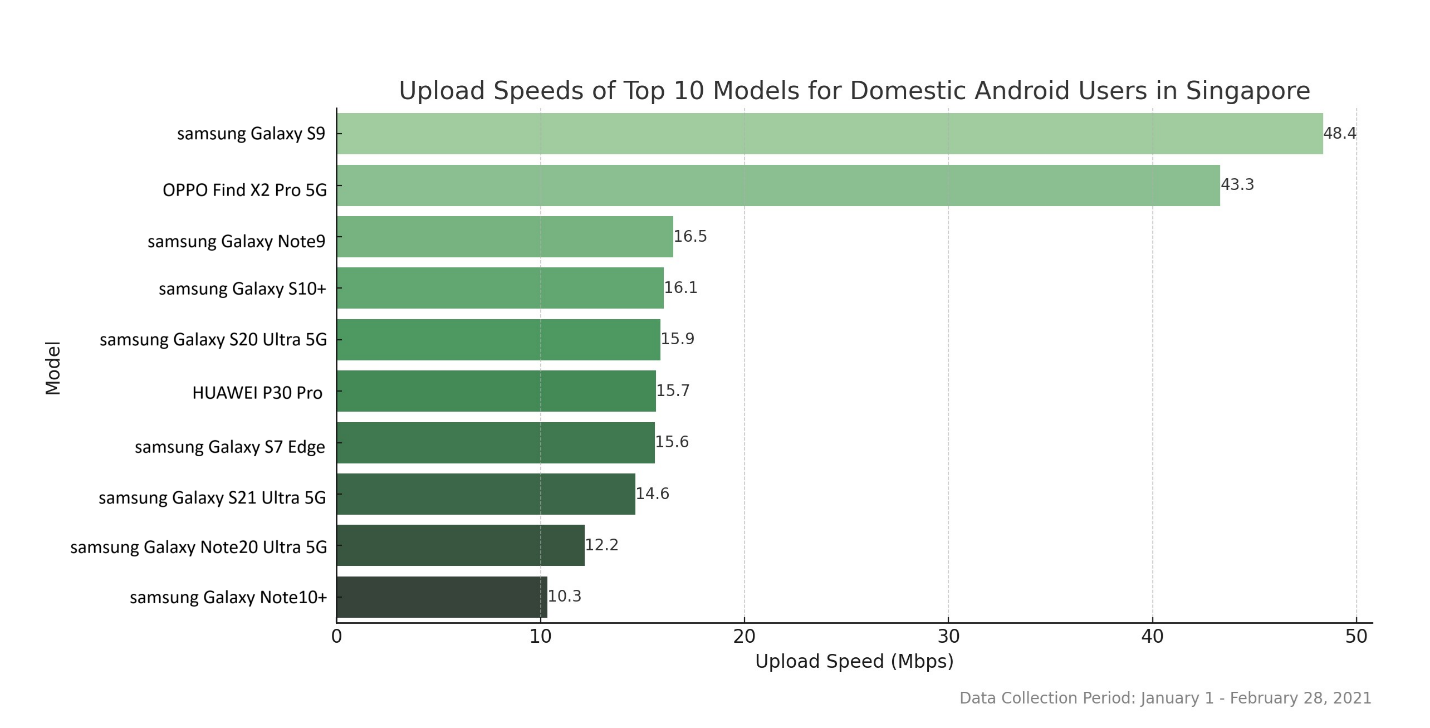 Upload Speeds of Top 10 Models for Domestic Android Users in Singapore
samsung Galaxy S9 48.4
OPPO Find X2 Pro 5G 43.3
samsung Galaxy Note9 16.5
samsung Galaxy S10+ 16.1
samsung Galaxy S20 Ultra 5G 15.9
HUAWEI P30 Pro 15.7
samsung Galaxy S7 Edge 15.6
samsung Galaxy S21 Ultra 5G 14.6
samsung Galaxy Note20 Ultra 5G 12.2
samsung Galaxy Note10+ 10.3
Model
0 10 20 30 40 50
Upload Speed (Mbps)
Data Collection Period: January 1 - February 28, 2021